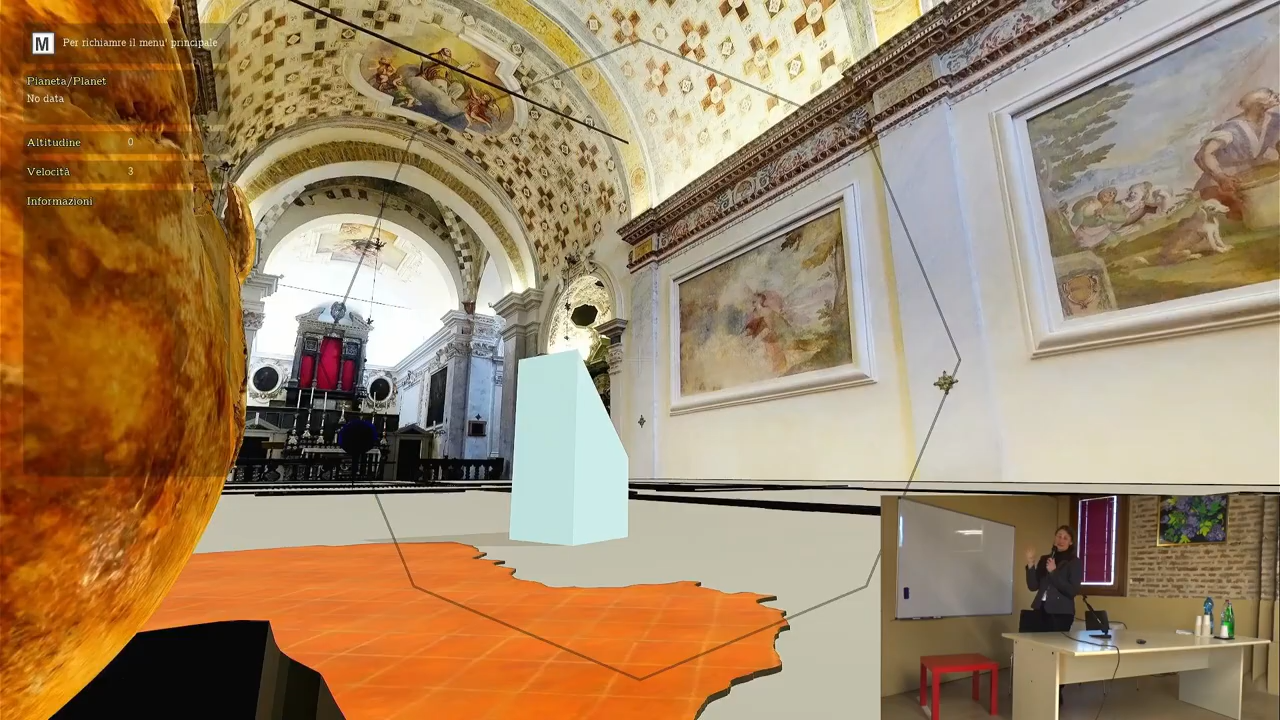 M Per richiamre il menu' principale
Pianeta/Planet
No data
Altitudine 0
Velocità 3
Informazioni